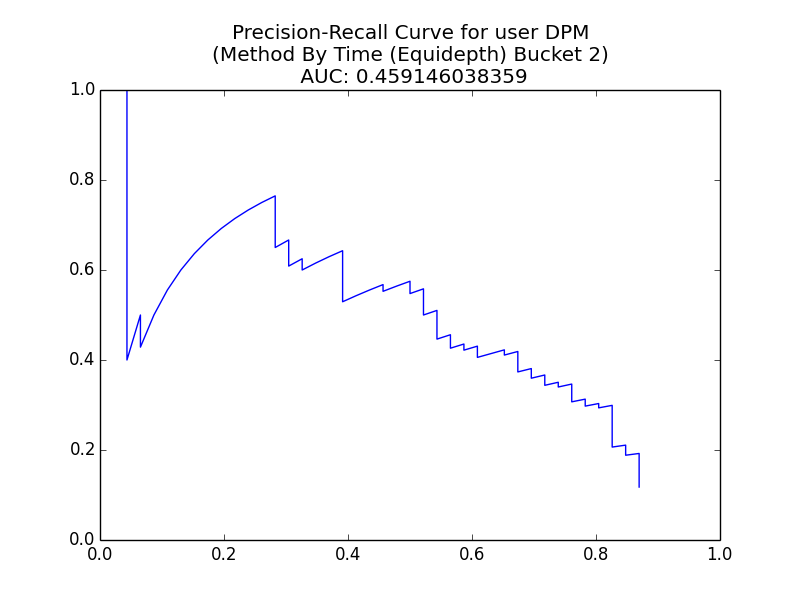 Precision-Recall Curve for user DPM
(Method By Time (Equidepth) Bucket 2)
AUC: 0.459146038359
1.0
0.8
0.6
0.4
0.2
0.0
0.0 0.2 0.4 0.6 0.8 1.0